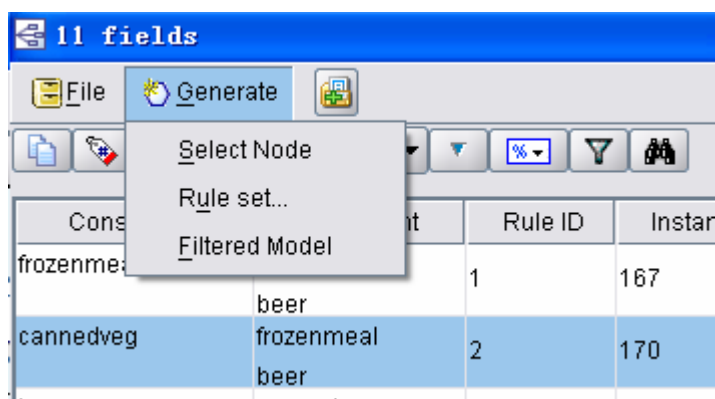 11 fields
File Generate
Select Node
Rule set...
Filtered Model
% 
Cons nt Rule ID Instan
frozenmea 1 167
beer
cannedveg frozenmeal 2 170
beer